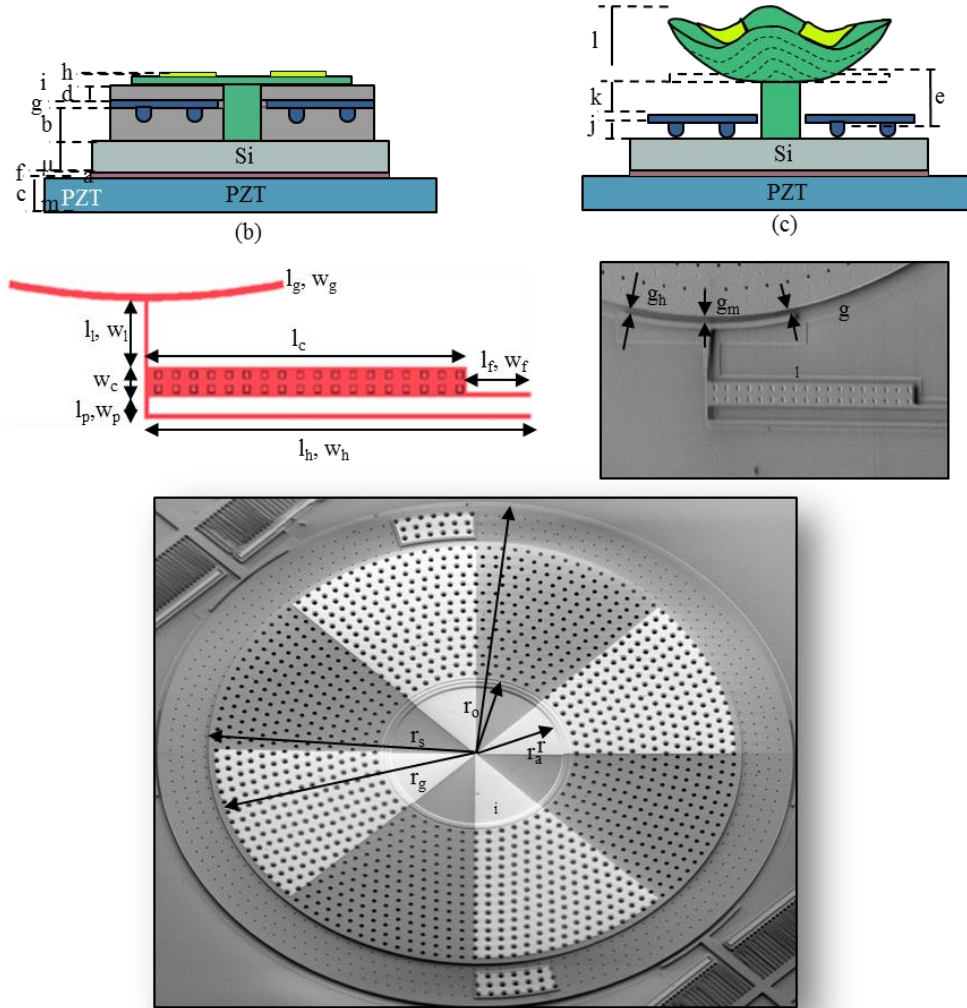 h
i
d
g
b
Si
f
a
μ
c
m
PZT
PZT
(b)
l
k
j
e
Si
PZT
(c)
l_g, w_g
l_l, w_l
l_c
w_c
l_f, w_f
l_p,w_p
l_h, w_h
g_h
g_m
g
l
r_o
r_s
r_a
r
r_g
i